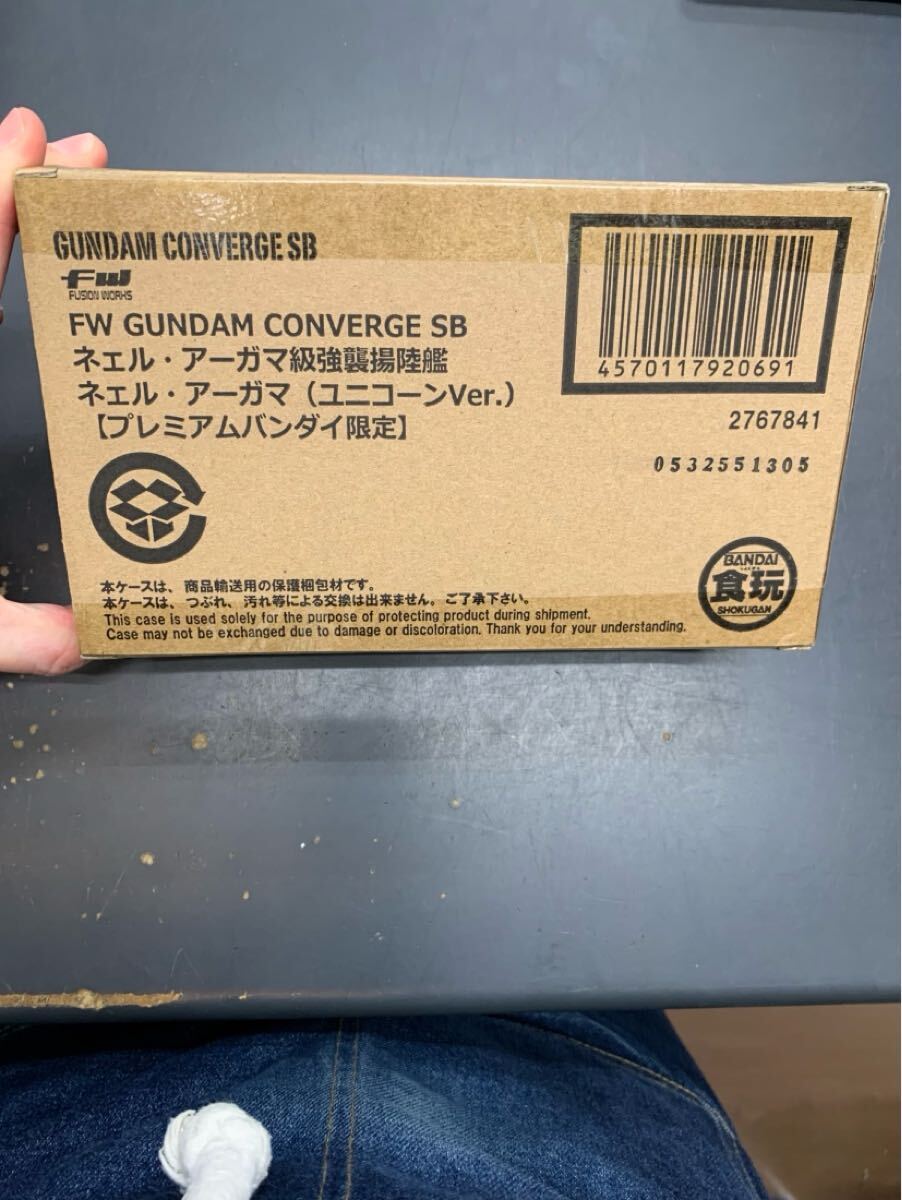 GUNDAM CONVERGE SB
FW
FUSION WORKS
FW GUNDAM CONVERGE SB
ネェル・アーガマ級強襲揚陸艦
ネェル・アーガマ（ユニコーンVer.）
【プレミアムバンダイ限定】
4570117920691
2767841
0532551305
本ケースは、商品輸送用の保護梱包材です。
本ケースは、つぶれ、汚れ等による交換は出来ません。ご了承下さい。
This case is used solely for the purpose of protecting product during shipment.
Case may not be exchanged due to damage or discoloration. Thank you for your understanding.
BANDAI
食玩
SHOKUGAN